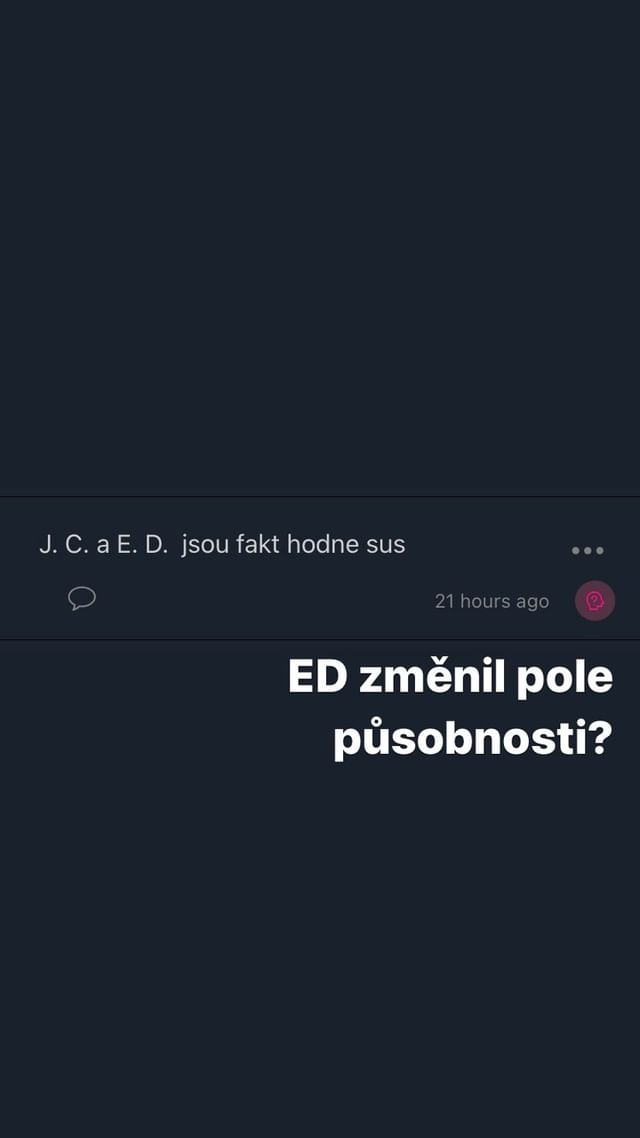 J. C. a E. D.  jsou fakt hodne sus
21 hours ago
ED změnil pole
působnosti?